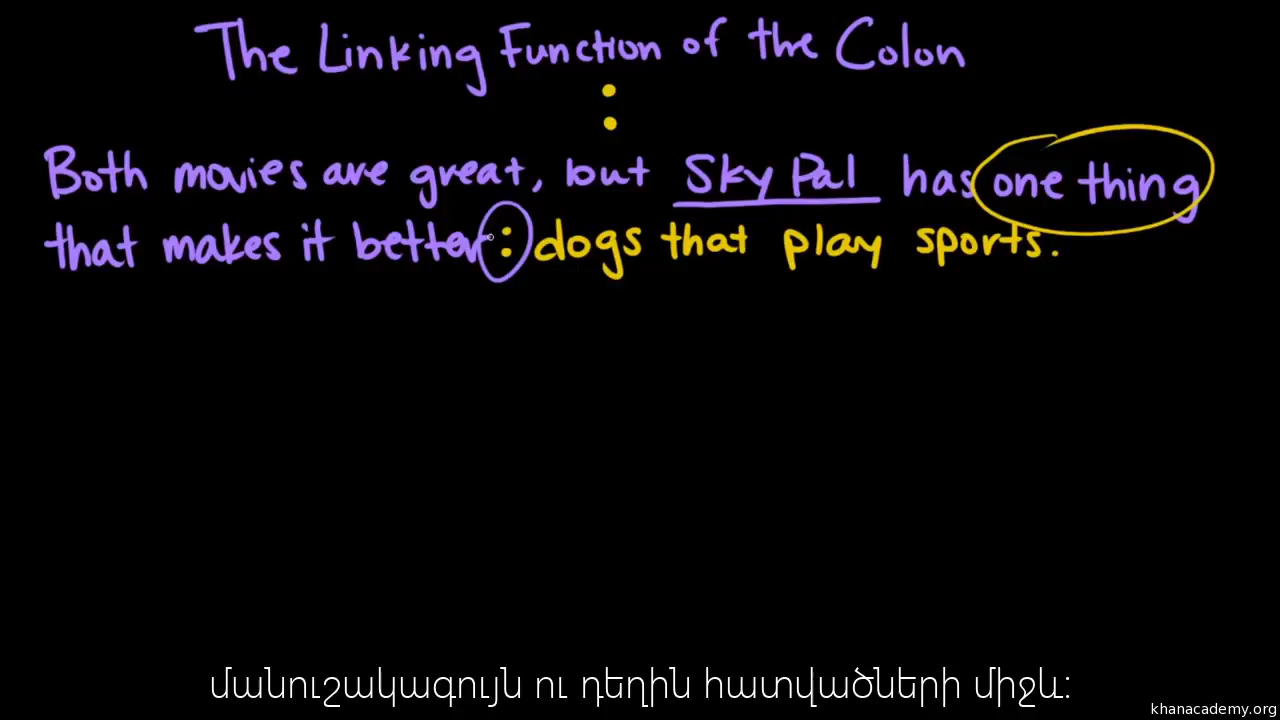 The Linking Function of the Colon
:
Both movies are great, but Sky Pal has one thing
that makes it better: dogs that play sports.
մանուշակագույն ու դեղին հատվածների միջև:
khanacademy.org